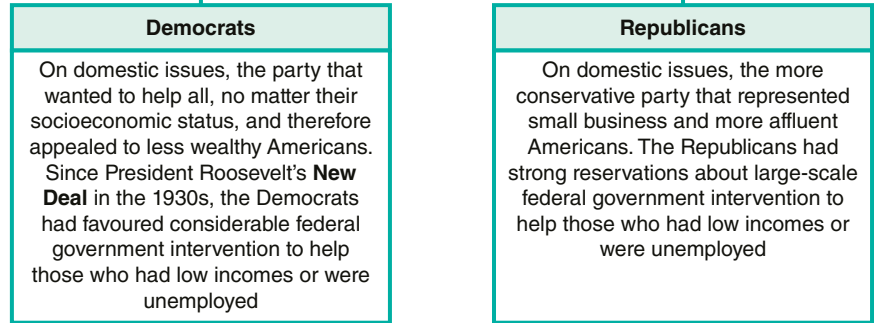 Democrats
On domestic issues, the party that
wanted to help all, no matter their
socioeconomic status, and therefore
appealed to less wealthy Americans.
Since President Roosevelt's New
Deal in the 1930s, the Democrats
had favoured considerable federal
government intervention to help
those who had low incomes or were
unemployed
Republicans
On domestic issues, the more
conservative party that represented
small business and more affluent
Americans. The Republicans had
strong reservations about large-scale
federal government intervention to
help those who had low incomes or
were unemployed